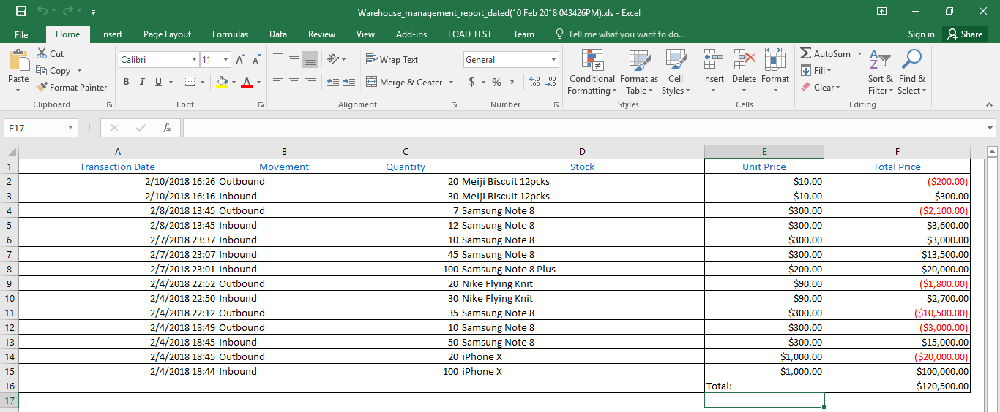 Warehouse_management_report_dated(10 Feb 2018 043426PM).xls - Excel
File Home Insert Page Layout Formulas Data Review View Add-ins LOAD TEST Team Tell me what you want to do... Sign in Share
Paste Cut Copy Format Painter
Clipboard
Calibri 11 A A
B I U A
Font
Wrap Text
Merge & Center
Alignment
General
$ % , .00 .00
Number
Conditional Formatting Format as Table Cell Styles
Styles
Insert Delete Format
Cells
AutoSum Fill Clear Sort & Filter Find & Select
Editing
E17 fx
A B C D E F
1 Transaction Date Movement Quantity Stock Unit Price Total Price
2 2/10/2018 16:26 Outbound 20 Meiji Biscuit 12pcks $10.00 ($200.00)
3 2/10/2018 16:16 Inbound 30 Meiji Biscuit 12pcks $10.00 $300.00
4 2/8/2018 13:45 Outbound 7 Samsung Note 8 $300.00 ($2,100.00)
5 2/8/2018 13:45 Inbound 12 Samsung Note 8 $300.00 $3,600.00
6 2/7/2018 23:37 Inbound 10 Samsung Note 8 $300.00 $3,000.00
7 2/7/2018 23:07 Inbound 45 Samsung Note 8 $300.00 $13,500.00
8 2/7/2018 23:01 Inbound 100 Samsung Note 8 Plus $200.00 $20,000.00
9 2/4/2018 22:52 Outbound 20 Nike Flying Knit $90.00 ($1,800.00)
10 2/4/2018 22:50 Inbound 30 Nike Flying Knit $90.00 $2,700.00
11 2/4/2018 22:12 Outbound 35 Samsung Note 8 $300.00 ($10,500.00)
12 2/4/2018 18:49 Outbound 10 Samsung Note 8 $300.00 ($3,000.00)
13 2/4/2018 18:45 Inbound 50 Samsung Note 8 $300.00 $15,000.00
14 2/4/2018 18:45 Outbound 20 iPhone X $1,000.00 ($20,000.00)
15 2/4/2018 18:44 Inbound 100 iPhone X $1,000.00 $100,000.00
16 Total: $120,500.00
17